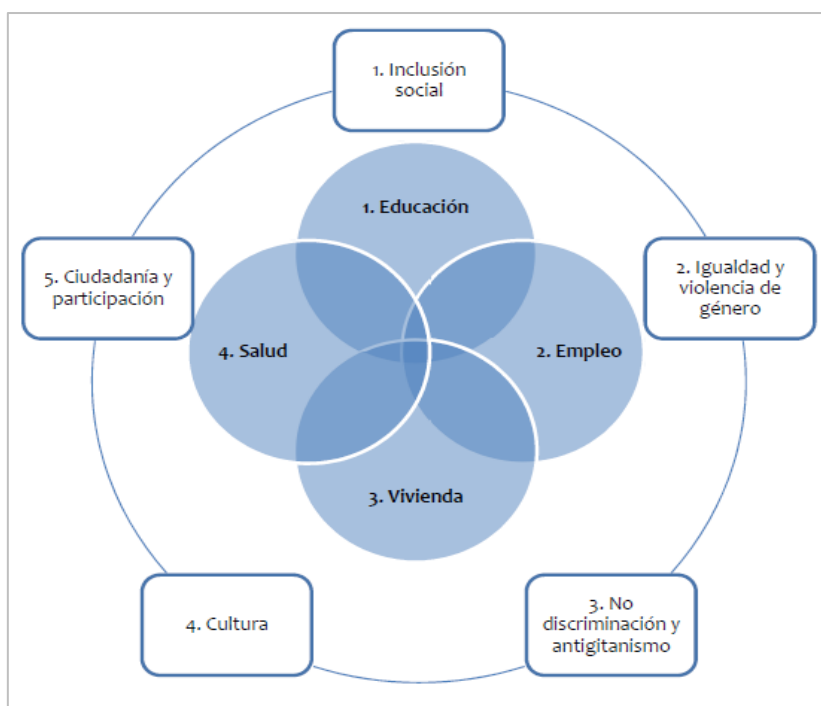 1. Inclusión
social
1. Educación
5. Ciudadanía y
participación
2. Igualdad y
violencia de
género
4. Salud
2. Empleo
3. Vivienda
4. Cultura
3. No
discriminación y
antigitanismo